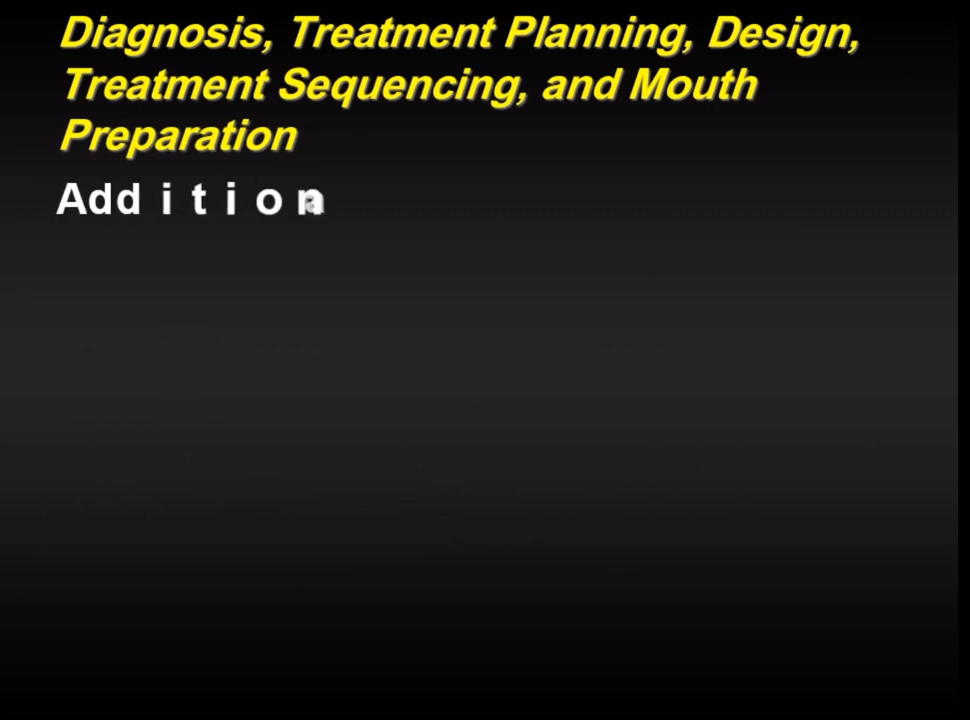 Diagnosis, Treatment Planning, Design,
Treatment Sequencing, and Mouth
Preparation
Addition